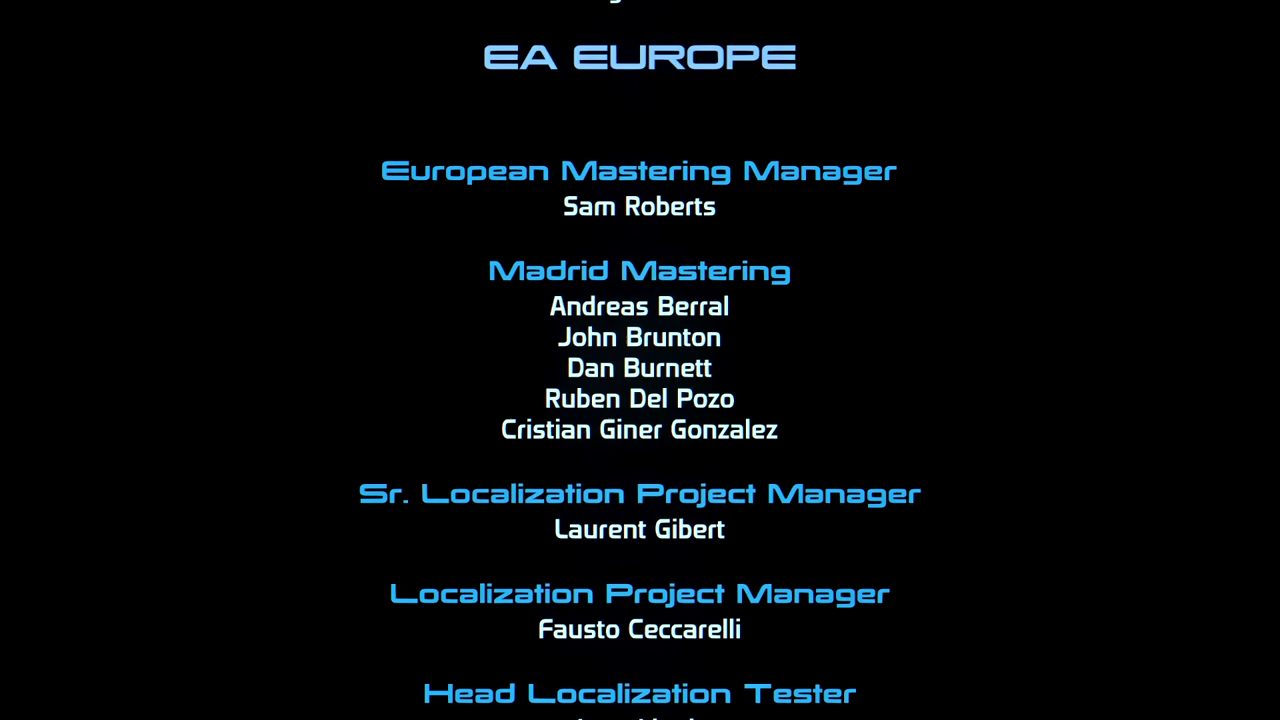 EA EUROPE
European Mastering Manager
Sam Roberts
Madrid Mastering
Andreas Berral
John Brunton
Dan Burnett
Ruben Del Pozo
Cristian Giner Gonzalez
Sr. Localization Project Manager
Laurent Gibert
Localization Project Manager
Fausto Ceccarelli
Head Localization Tester